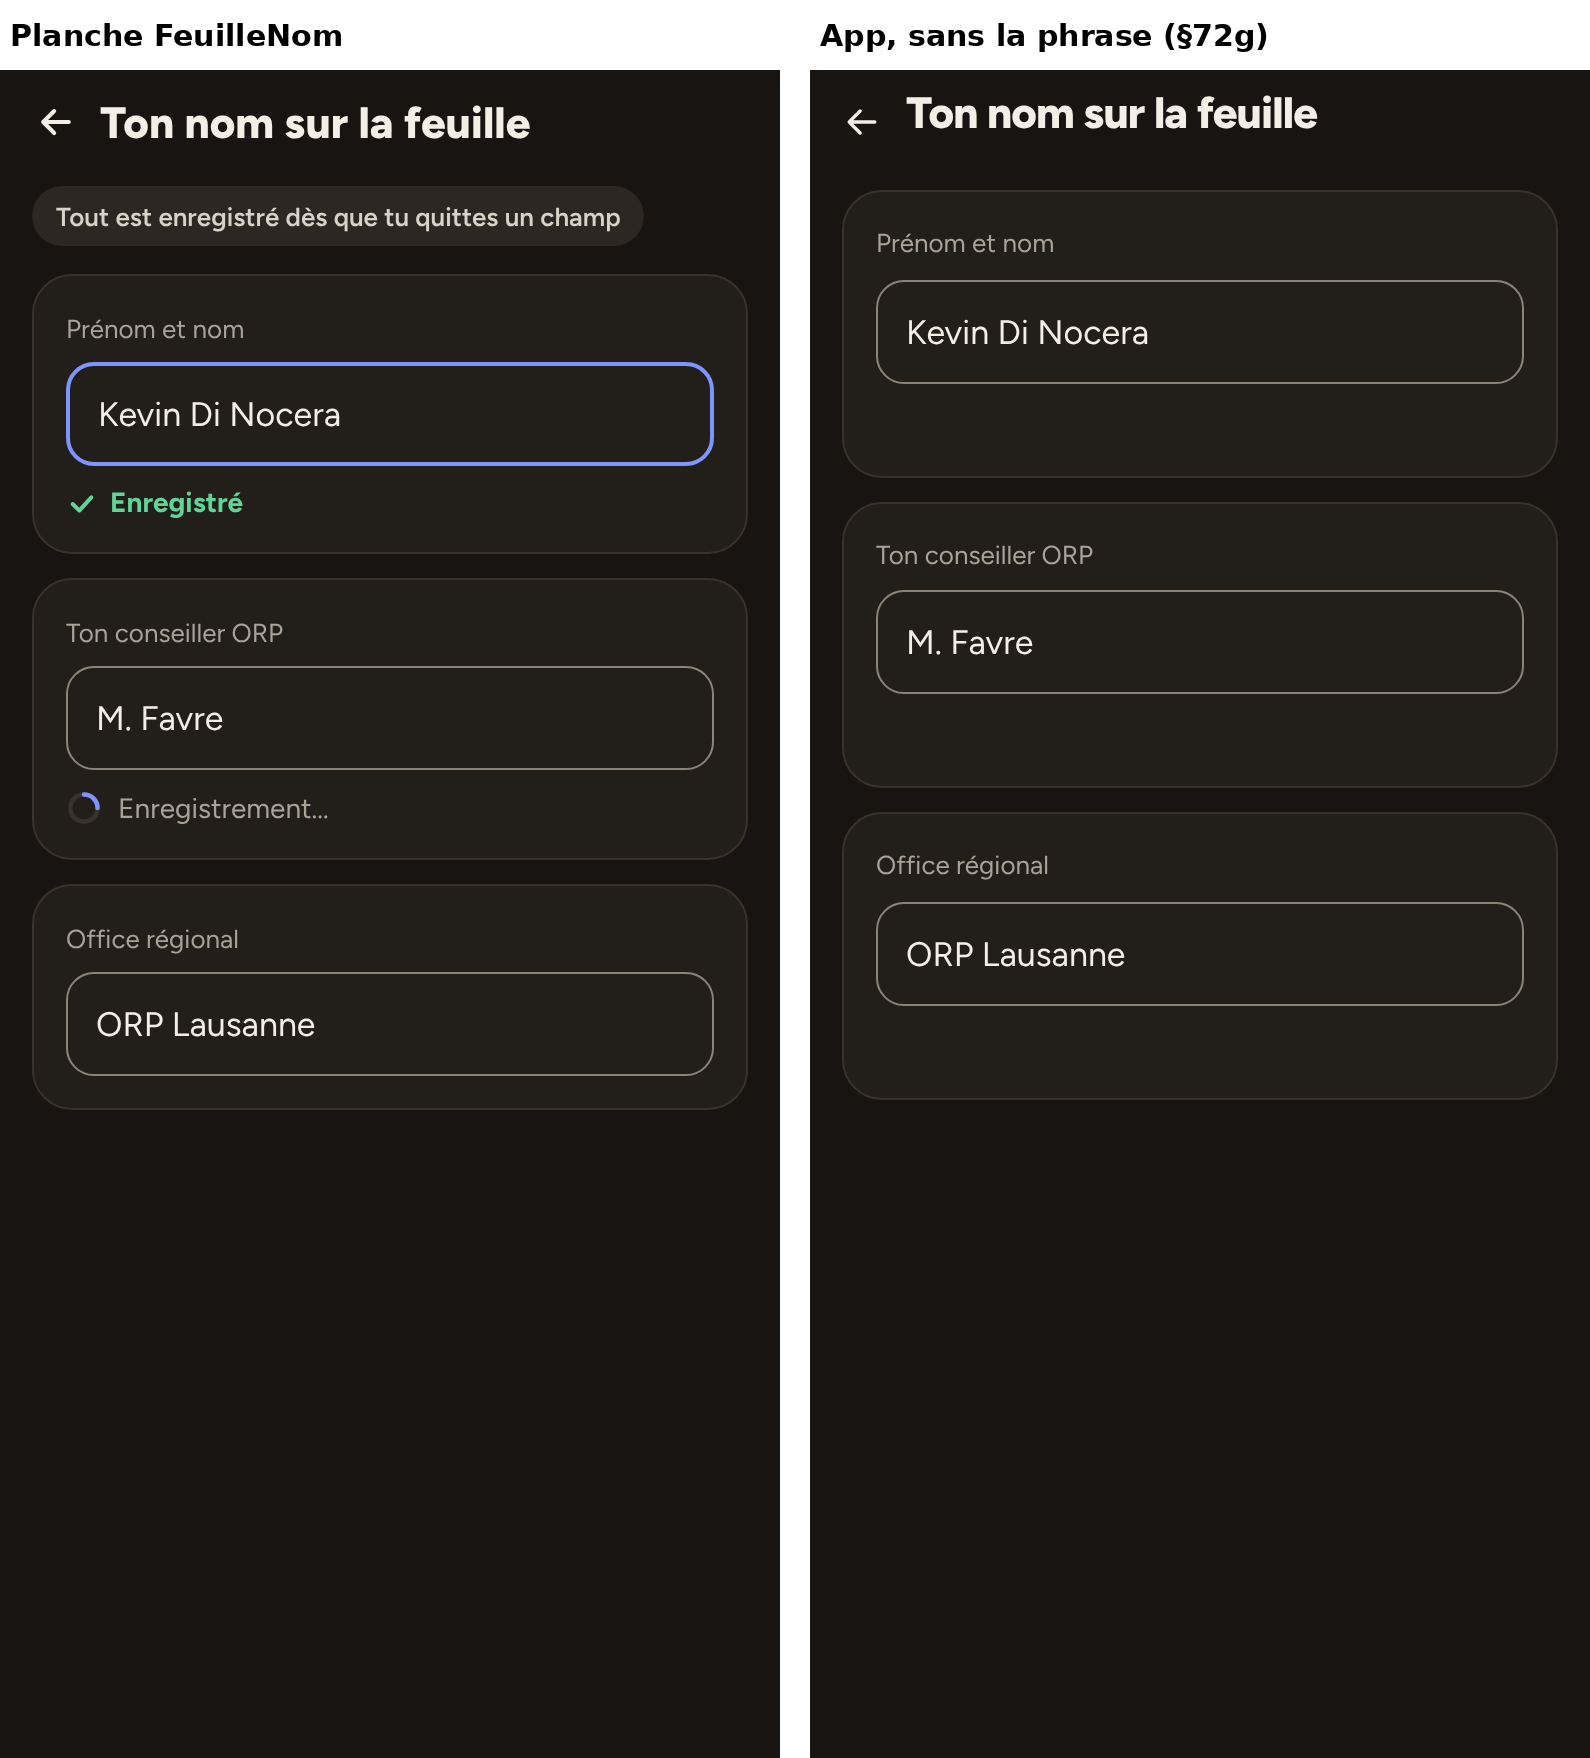 Planche FeuilleNom
Ton nom sur la feuille
Tout est enregistré dès que tu quittes un champ
Prénom et nom
Kevin Di Nocera
Enregistré
Ton conseiller ORP
M. Favre
Enregistrement...
Office régional
ORP Lausanne
App, sans la phrase (§72g)
Ton nom sur la feuille
Prénom et nom
Kevin Di Nocera
Ton conseiller ORP
M. Favre
Office régional
ORP Lausanne